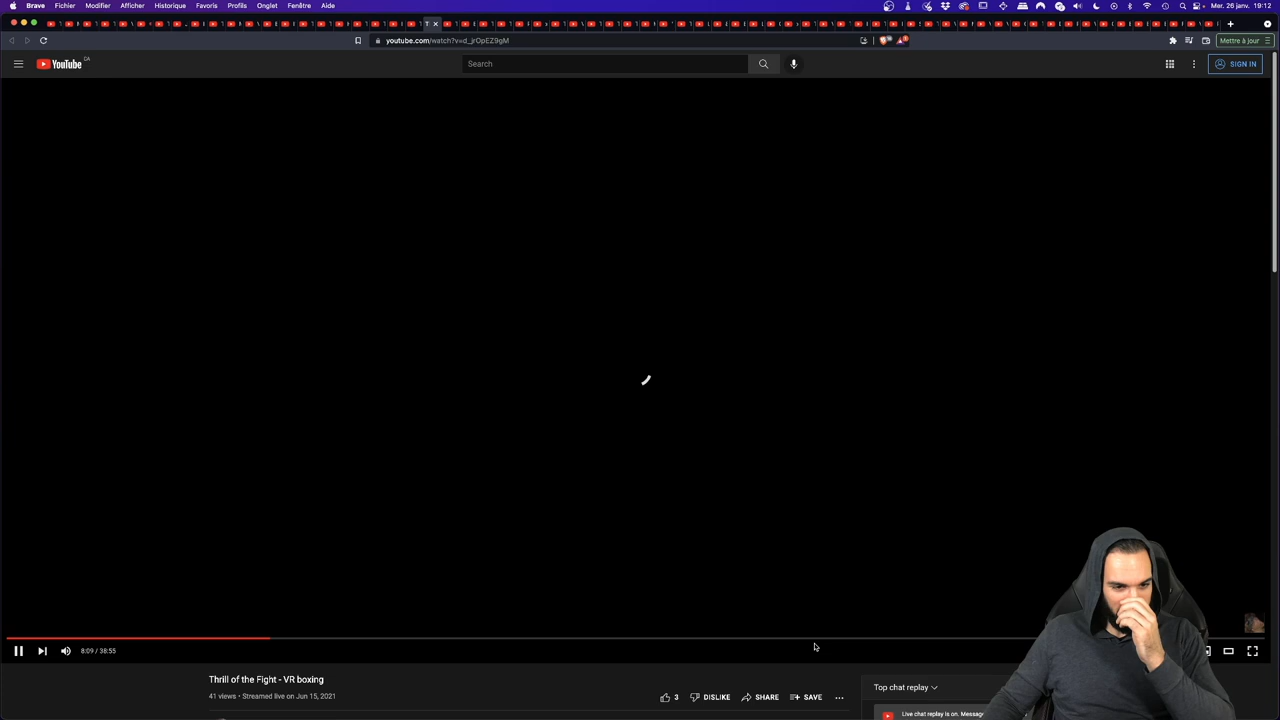 Brave Fichier Modifier Afficher Historique Favoris Profils Onglet Fenêtre Aide Mer. 26 janv. 19:12
youtube.com/watch?v=d_jrOpEZ9gM Mettre à jour
YouTube CA Search SIGN IN
8:09 / 38:55
Thrill of the Fight - VR boxing
41 views • Streamed live on Jun 15, 2021 3 DISLIKE SHARE SAVE
Top chat replay
Live chat replay is on.